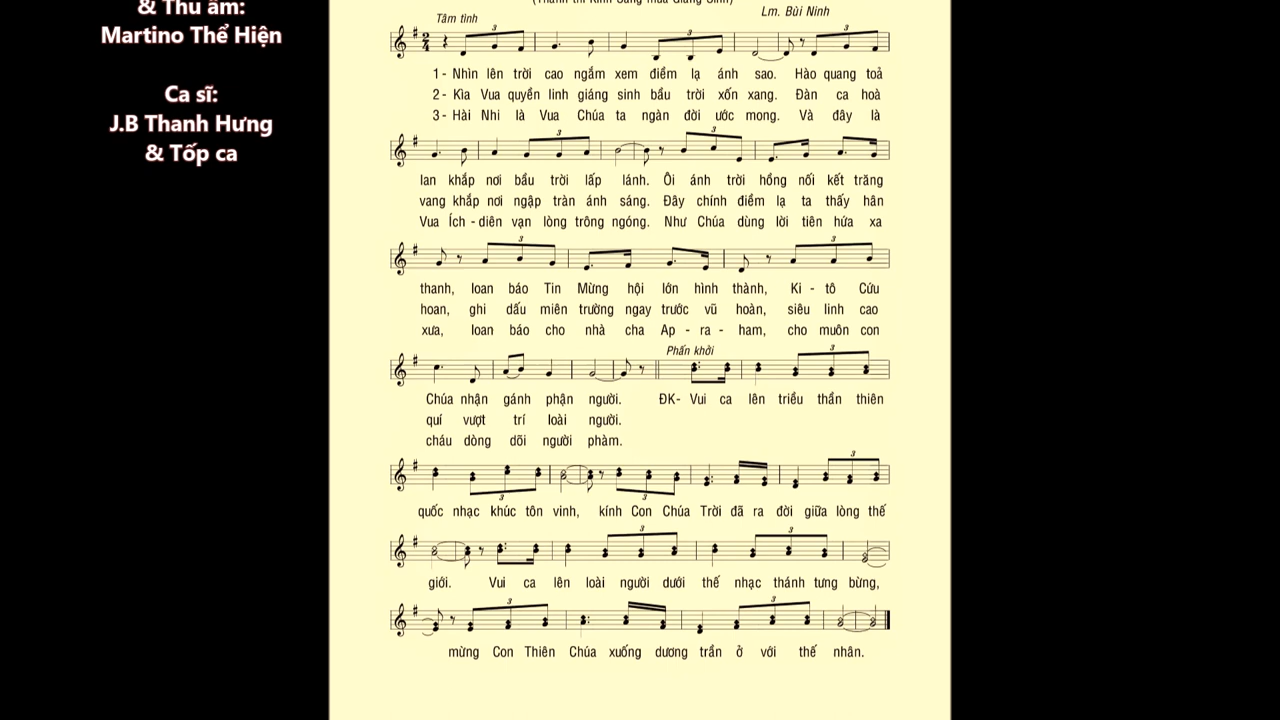 & Thu âm:
Martino Thể Hiện
Ca sĩ:
J.B Thanh Hưng
& Tốp ca
(Thánh thi Kinh Sáng mùa Giáng Sinh)
Lm. Bùi Ninh
Tâm tình
1- Nhìn lên trời cao ngắm xem điềm lạ ánh sao. Hào quang toả
2- Kìa Vua quyền linh giáng sinh bầu trời xốn xang. Đàn ca hoà
3- Hài Nhi là Vua Chúa ta ngàn đời ước mong. Và đây là
lan khắp nơi bầu trời lấp lánh. Ôi ánh trời hồng nối kết trăng
vang khắp nơi ngập tràn ánh sáng. Đây chính điềm lạ ta thấy hân
Vua Ích - diên vạn lòng trông ngóng. Như Chúa dùng lời tiên hứa xa
thanh, loan báo Tin Mừng hội lớn hình thành, Ki - tô Cứu
hoan, ghi dấu miên trường ngay trước vũ hoàn, siêu linh cao
xưa, loan báo cho nhà cha Ap - ra - ham, cho muôn con
Phấn khởi
Chúa nhận gánh phận người. ĐK- Vui ca lên triều thần thiên
quí vượt trí loài người.
cháu dòng dõi người phàm.
quốc nhạc khúc tôn vinh, kính Con Chúa Trời đã ra đời giữa lòng thế
giới. Vui ca lên loài người dưới thế nhạc thánh tưng bừng,
mừng Con Thiên Chúa xuống dương trần ở với thế nhân.